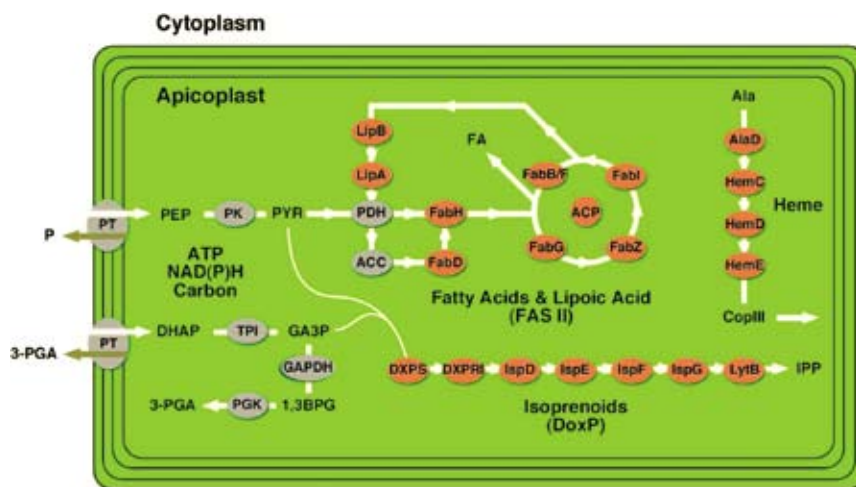 Cytoplasm
Apicoplast
Ala
LipB
FA
AlaD
LipA
FabB/F
FabI
HemC
PT
PEP
PK
PYR
PDH
FabH
ACP
HemD
Heme
P
ATP
NAD(P)H
Carbon
ACC
FabD
FabG
FabZ
HemE
Fatty Acids & Lipoic Acid
(FAS II)
CopIII
PT
DHAP
TPI
GA3P
3-PGA
GAPDH
DXPS
DXPRI
IspD
IspE
IspF
IspG
LytB
IPP
3-PGA
PGK
1,3BPG
Isoprenoids
(DoxP)